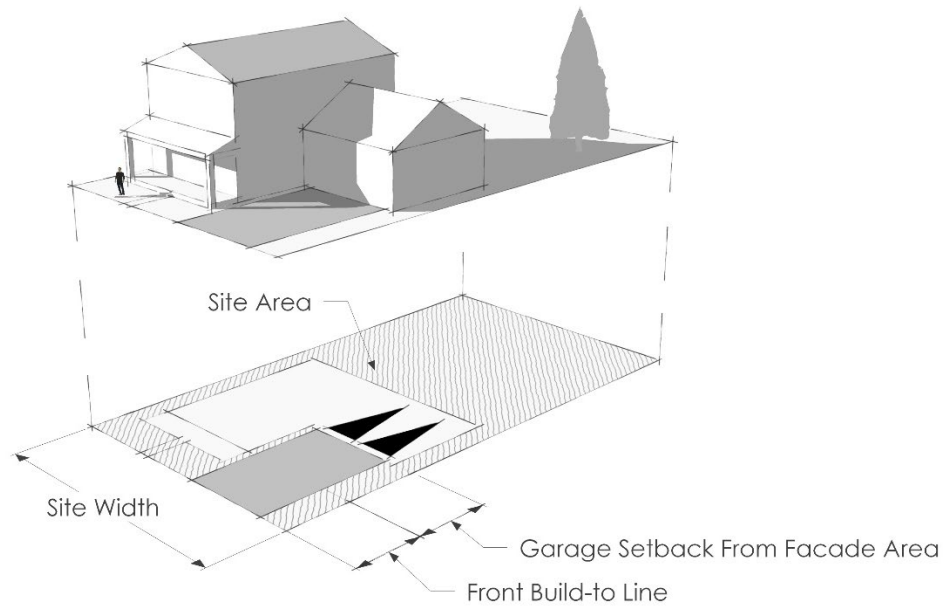 Site Area
Site Width
Garage Setback From Facade Area
Front Build-to Line